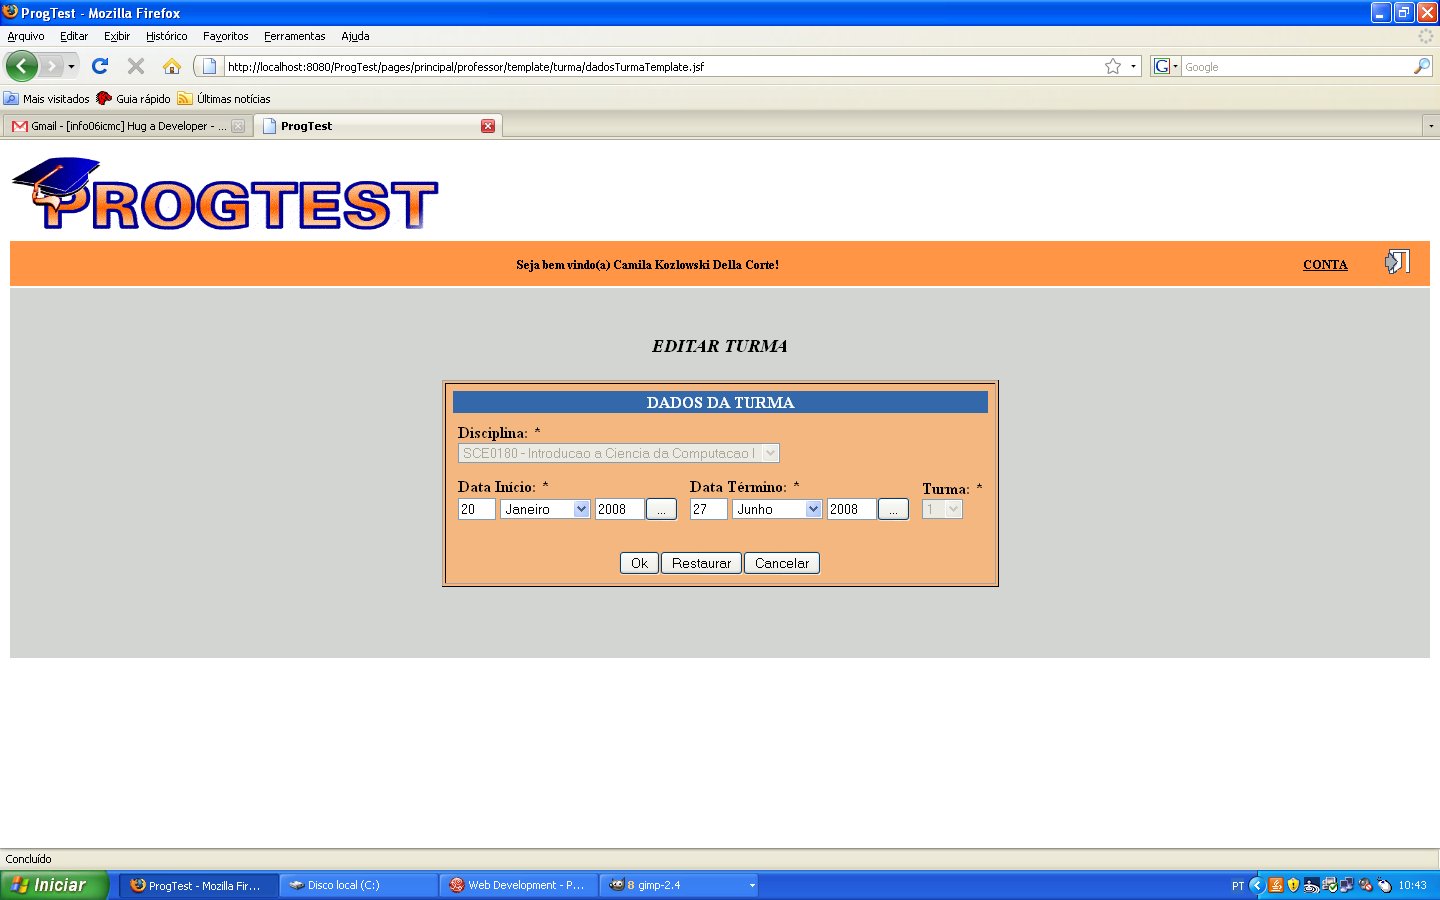 ProgTest - Mozilla Firefox
Arquivo Editar Exibir Histórico Favoritos Ferramentas Ajuda
http://localhost:8080/ProgTest/pages/principal/professor/template/turma/dadosTurmaTemplate.jsf
G Google
Mais visitados Guia rápido Últimas notícias
Gmail - [info06icmc] Hug a Developer - ... ProgTest
PROGTEST
Seja bem vindo(a) Camila Kozlowski Della Corte! CONTA
EDITAR TURMA
DADOS DA TURMA
Disciplina: *
SCE0180 - Introducao a Ciencia da Computacao I
Data Início: * Data Término: * Turma: *
20 Janeiro 2008 ... 27 Junho 2008 ... 1
Ok Restaurar Cancelar
Concluído
Iniciar ProgTest - Mozilla Fir... Disco local (C:) Web Development - P... 8 gimp-2.4 PT 10:43